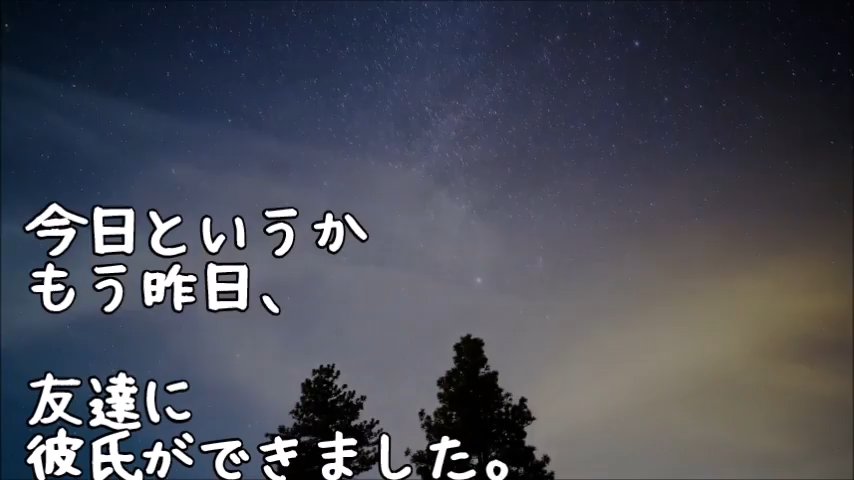 今日というか
もう昨日、
友達に
彼氏ができました。